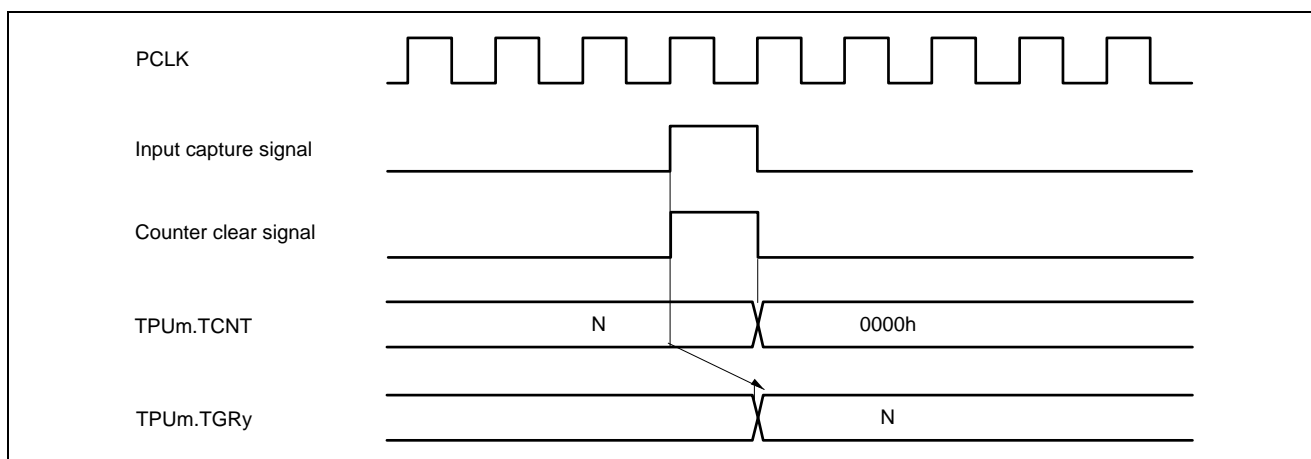 PCLK
Input capture signal
Counter clear signal
TPUm.TCNT
N
0000h
TPUm.TGRy
N